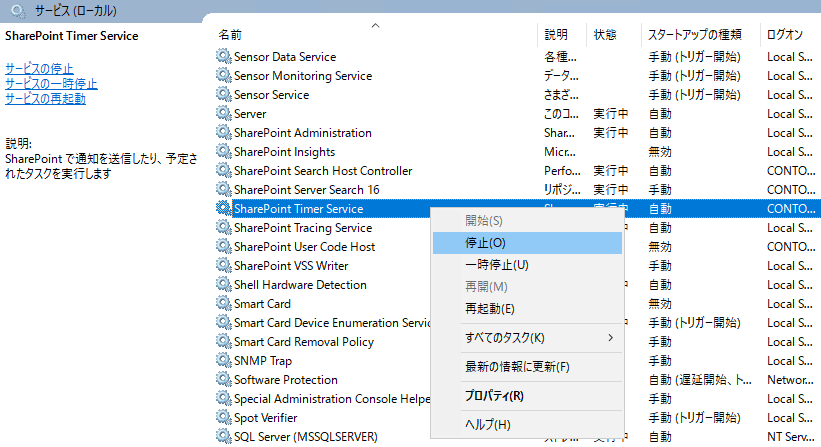 サービス (ローカル)
SharePoint Timer Service
サービスの停止
サービスの一時停止
サービスの再起動
説明:
SharePoint で通知を送信したり、予定さ
れたタスクを実行します
名前 説明 状態 スタートアップの種類 ログオン
Sensor Data Service 各種... 手動 (トリガー開始) Local S...
Sensor Monitoring Service データ... 手動 (トリガー開始) Local S...
Sensor Service さまざ... 手動 (トリガー開始) Local S...
Server このコ... 実行中 自動 Local S...
SharePoint Administration Shar... 実行中 自動 Local S...
SharePoint Insights Micr... 無効 Local S...
SharePoint Search Host Controller Perfo... 実行中 自動 CONTO...
SharePoint Server Search 16 リポジ... 実行中 手動 CONTO...
SharePoint Timer Service 自動 CONTO...
SharePoint Tracing Service 自動 Local S...
SharePoint User Code Host 無効 CONTO...
SharePoint VSS Writer 手動 Local S...
Shell Hardware Detection 自動 Local S...
Smart Card 無効 Local S...
Smart Card Device Enumeration Servic 手動 (トリガー開始) Local S...
Smart Card Removal Policy 手動 Local S...
SNMP Trap 手動 Local S...
Software Protection 自動 (遅延開始、ト... Networ...
Special Administration Console Helpe 手動 Local S...
Spot Verifier 手動 (トリガー開始) Local S...
SQL Server (MSSQLSERVER) 自動 NT Serv...
開始(S)
停止(O)
一時停止(U)
再開(M)
再起動(E)
すべてのタスク(K)
最新の情報に更新(F)
プロパティ(R)
ヘルプ(H)